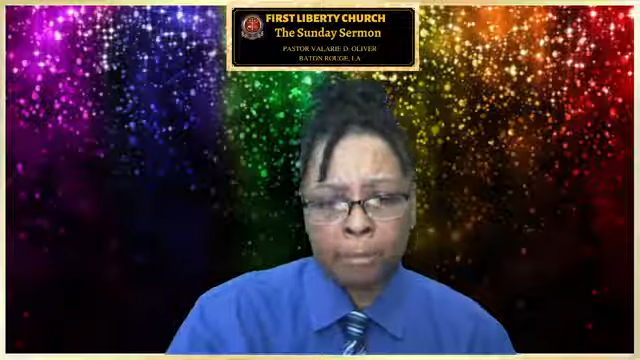 FIRST LIBERTY CHURCH
The Sunday Sermon
PASTOR VALARIE D. OLIVER
BATON ROUGE, LA